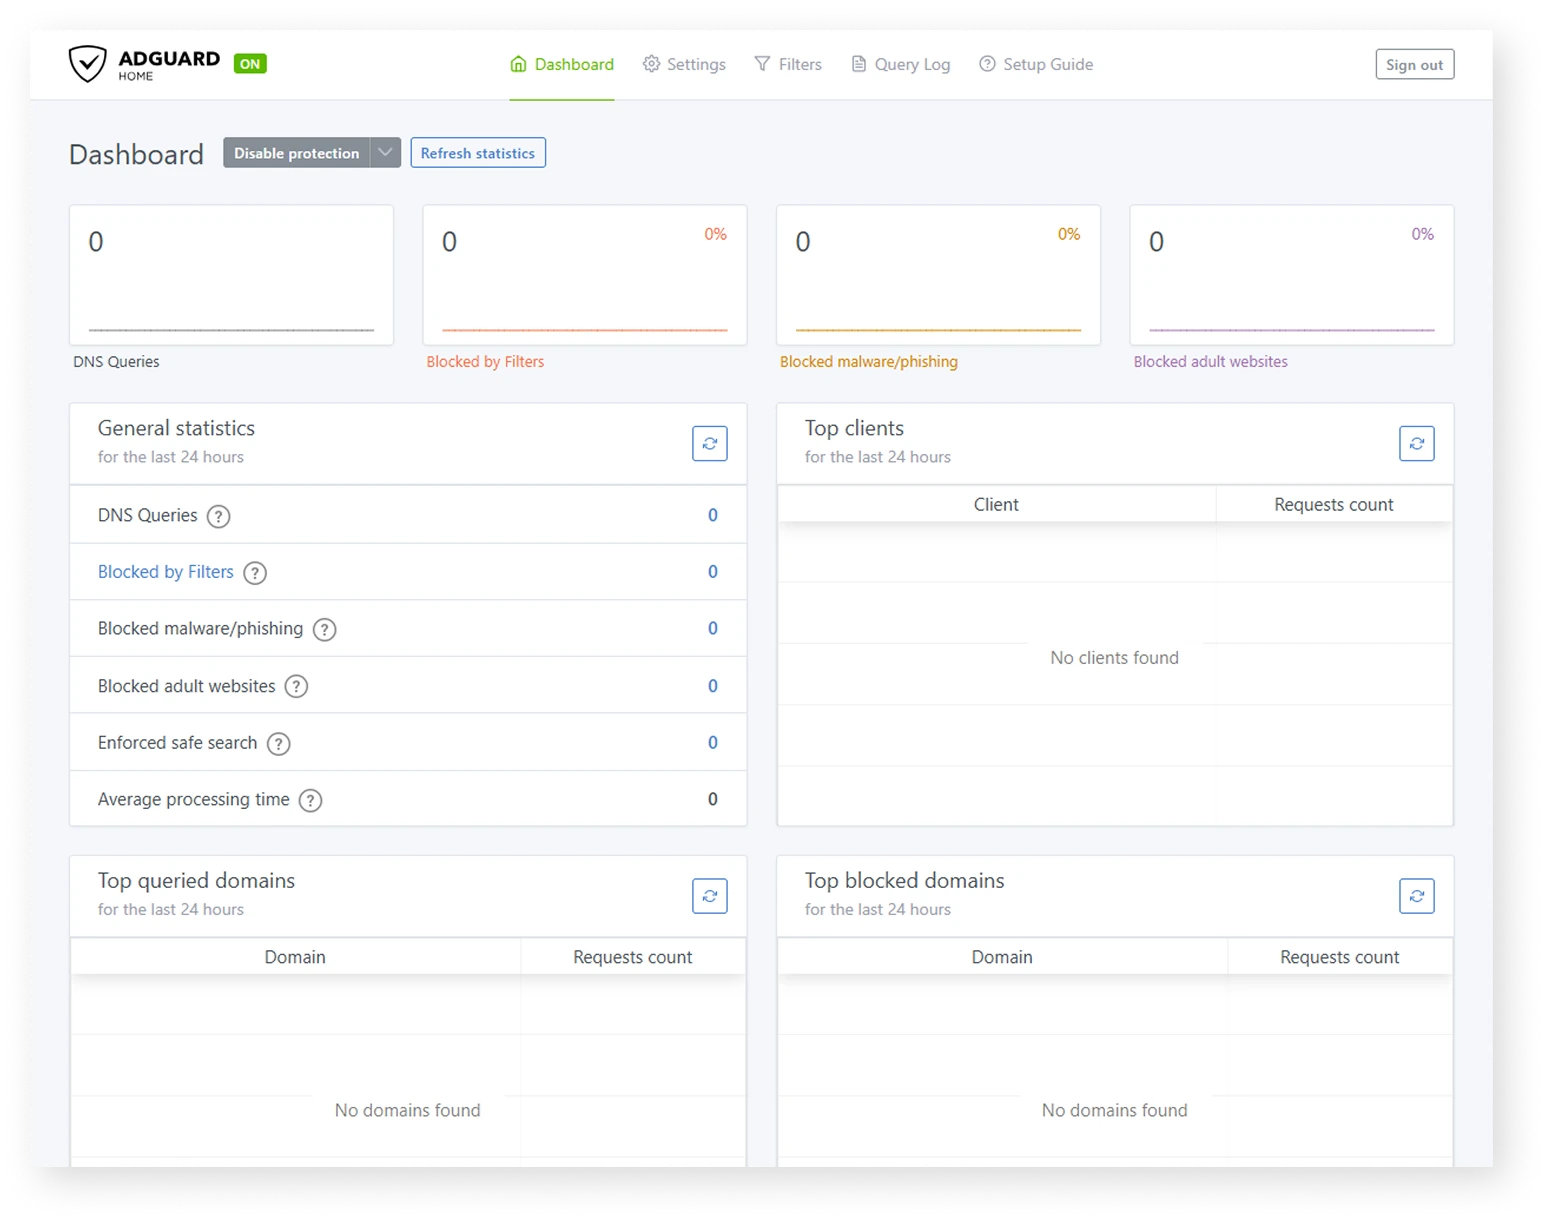 ADGUARD
HOME
ON
Dashboard
Settings
Filters
Query Log
Setup Guide
Sign out
Dashboard
Disable protection
Refresh statistics
0
DNS Queries
0
0%
Blocked by Filters
0
0%
Blocked malware/phishing
0
0%
Blocked adult websites
General statistics
for the last 24 hours
DNS Queries ? 0
Blocked by Filters ? 0
Blocked malware/phishing ? 0
Blocked adult websites ? 0
Enforced safe search ? 0
Average processing time ? 0
Top clients
for the last 24 hours
Client Requests count
No clients found
Top queried domains
for the last 24 hours
Domain Requests count
No domains found
Top blocked domains
for the last 24 hours
Domain Requests count
No domains found